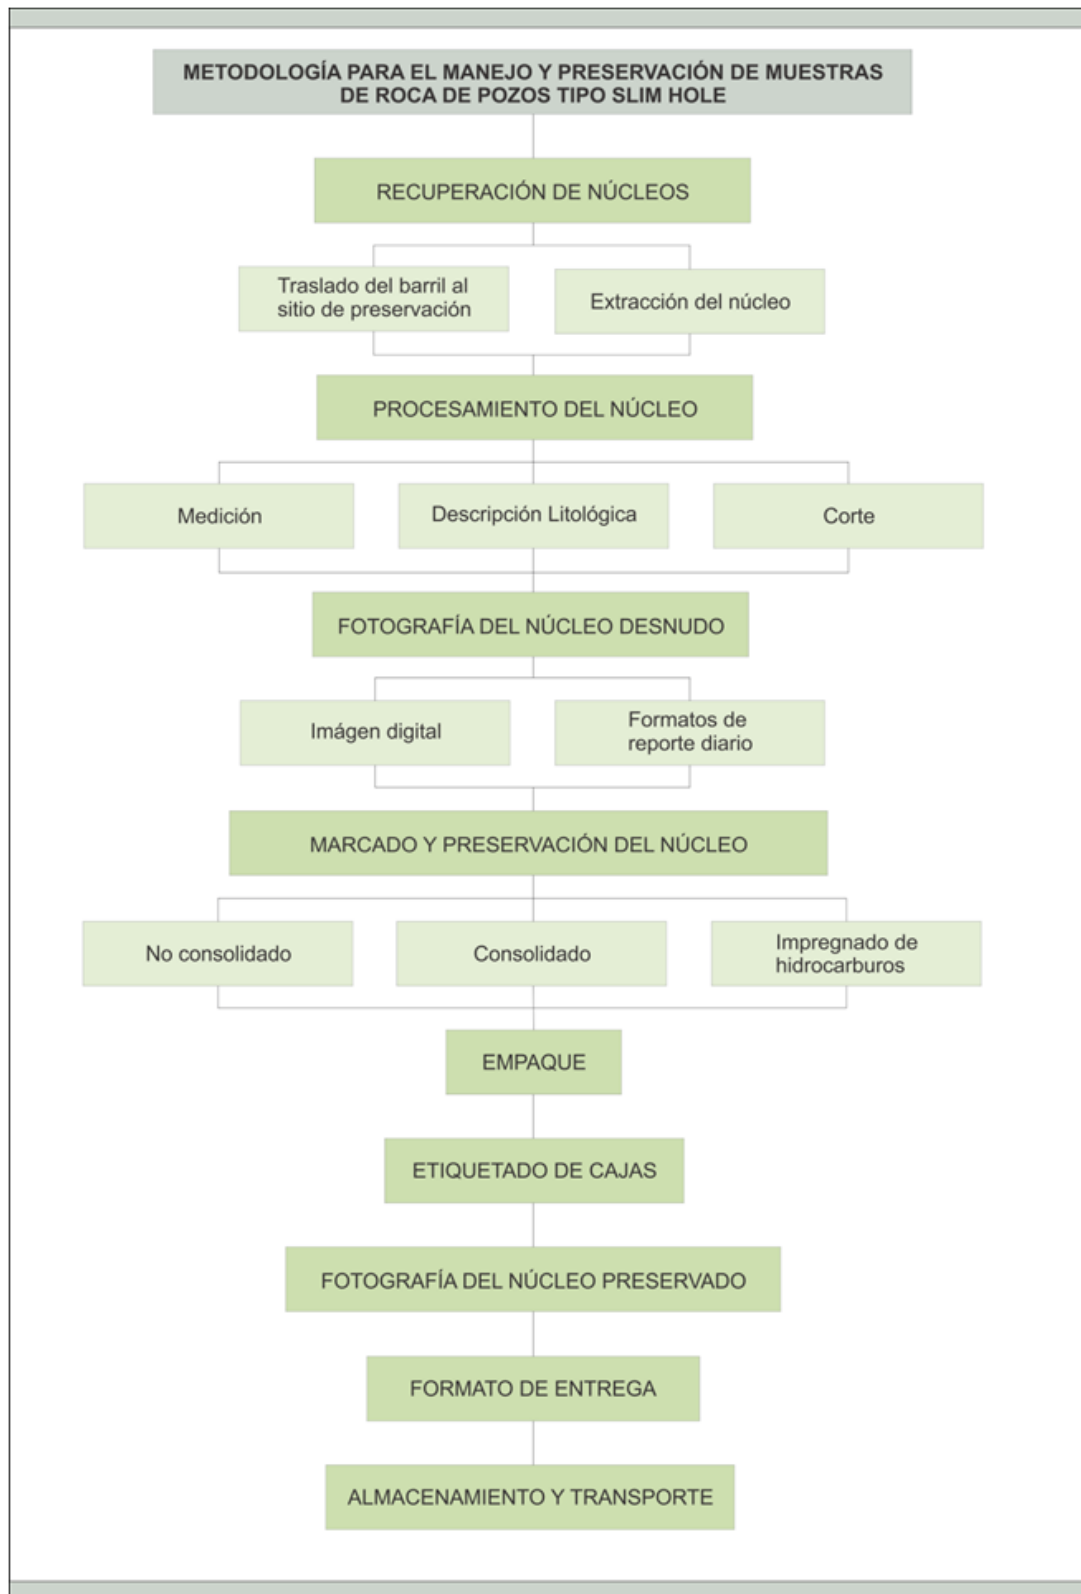 METODOLOGÍA PARA EL MANEJO Y PRESERVACIÓN DE MUESTRAS
DE ROCA DE POZOS TIPO SLIM HOLE
RECUPERACIÓN DE NÚCLEOS
Traslado del barril al
sitio de preservación
Extracción del núcleo
PROCESAMIENTO DEL NÚCLEO
Medición
Descripción Litológica
Corte
FOTOGRAFÍA DEL NÚCLEO DESNUDO
Imágen digital
Formatos de
reporte diario
MARCADO Y PRESERVACIÓN DEL NÚCLEO
No consolidado
Consolidado
Impregnado de
hidrocarburos
EMPAQUE
ETIQUETADO DE CAJAS
FOTOGRAFÍA DEL NÚCLEO PRESERVADO
FORMATO DE ENTREGA
ALMACENAMIENTO Y TRANSPORTE